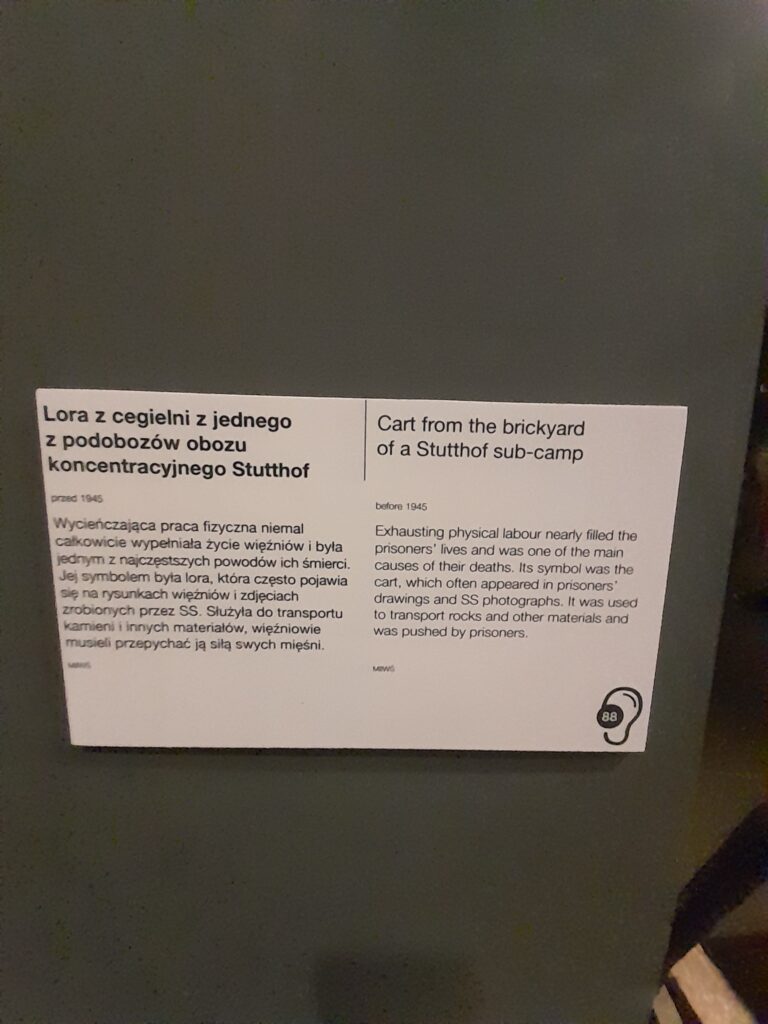 Lora z cegielni z jednego
z podobozów obozu
koncentracyjnego Stutthof
przed 1945
Wycieńczająca praca fizyczna niemal
całkowicie wypełniała życie więźniów i była
jednym z najczęstszych powodów ich śmierci.
Jej symbolem była lora, która często pojawia
się na rysunkach więźniów i zdjęciach
zrobionych przez SS. Służyła do transportu
kamieni i innych materiałów, więźniowie
musieli przepychać ją siłą swych mięśni.
MIIWŚ
Cart from the brickyard
of a Stutthof sub-camp
before 1945
Exhausting physical labour nearly filled the
prisoners' lives and was one of the main
causes of their deaths. Its symbol was the
cart, which often appeared in prisoners'
drawings and SS photographs. It was used
to transport rocks and other materials and
was pushed by prisoners.
MIIWŚ
88